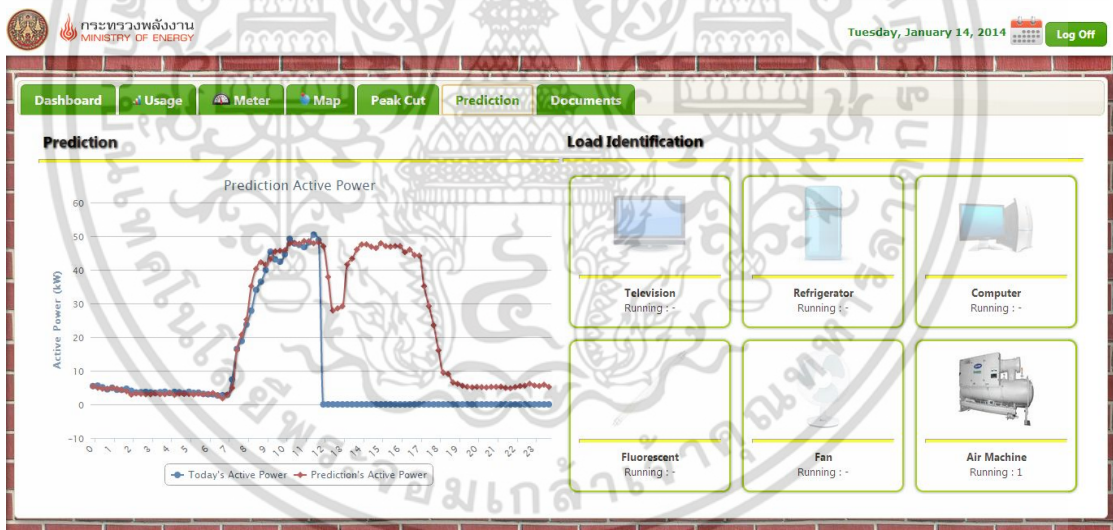 กระทรวงพลังงาน
MINISTRY OF ENERGY
Tuesday, January 14, 2014
Log Off
Dashboard
Usage
Meter
Map
Peak Cut
Prediction
Documents
Prediction
Load Identification
Prediction Active Power
Active Power (kW)
60
50
40
30
20
10
0
-10
0 1 2 3 4 5 6 7 8 9 10 11 12 13 14 15 16 17 18 19 20 21 22 23
Today's Active Power
Prediction's Active Power
Television
Running : -
Refrigerator
Running : -
Computer
Running : -
Fluorescent
Running : -
Fan
Running : -
Air Machine
Running : 1